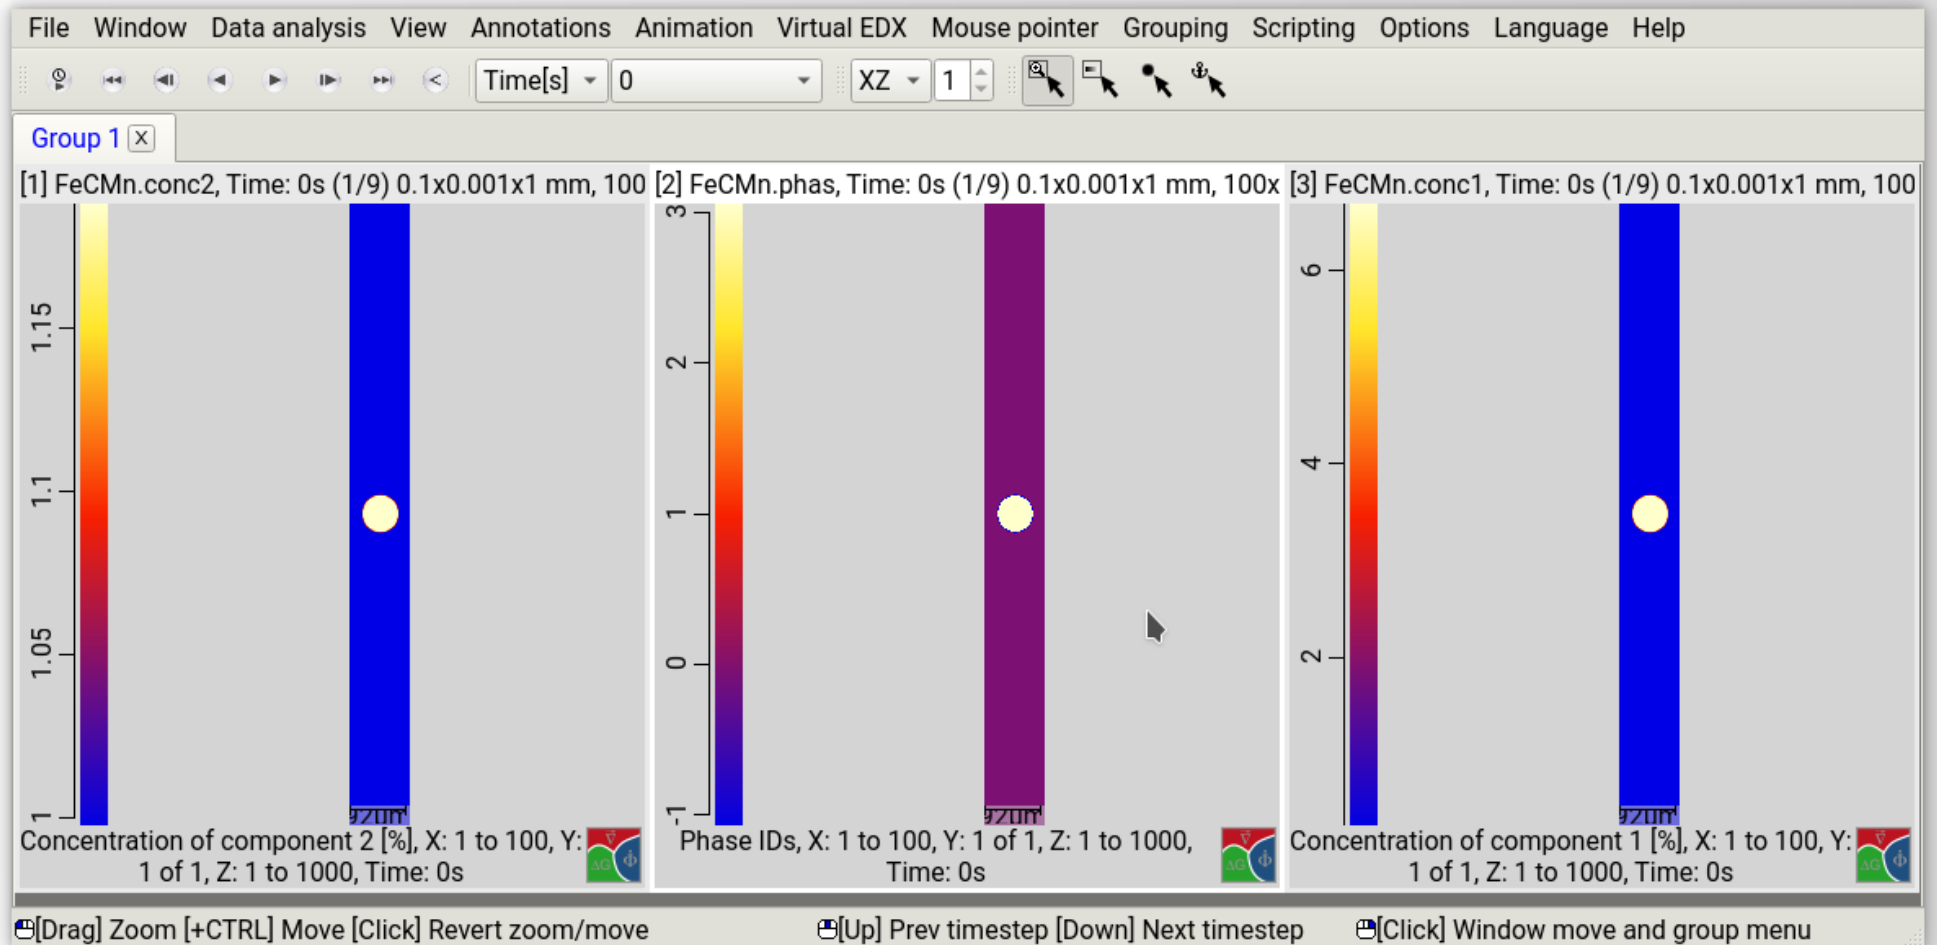 File Window Data analysis View Annotations Animation Virtual EDX Mouse pointer Grouping Scripting Options Language Help
Time[s] 0 XZ 1
Group 1 X
[1] FeCMn.conc2, Time: 0s (1/9) 0.1x0.001x1 mm, 100
1.15
1.1
1.05
1
Concentration of component 2 [%], X: 1 to 100, Y:
1 of 1, Z: 1 to 1000, Time: 0s
[2] FeCMn.phas, Time: 0s (1/9) 0.1x0.001x1 mm, 100x
3
2
1
0
-1
Phase IDs, X: 1 to 100, Y: 1 of 1, Z: 1 to 1000,
Time: 0s
[3] FeCMn.conc1, Time: 0s (1/9) 0.1x0.001x1 mm, 100
6
4
2
Concentration of component 1 [%], X: 1 to 100, Y:
1 of 1, Z: 1 to 1000, Time: 0s
[Drag] Zoom [+CTRL] Move [Click] Revert zoom/move
[Up] Prev timestep [Down] Next timestep
[Click] Window move and group menu